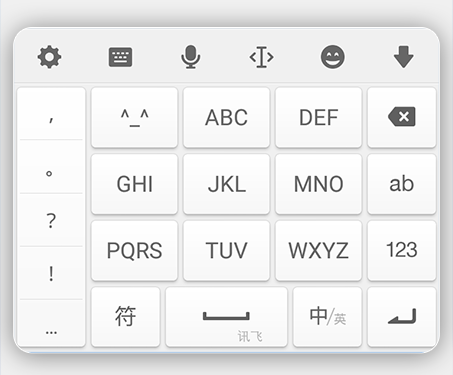 , ^_^ ABC DEF
。 GHI JKL MNO ab
? PQRS TUV WXYZ 123
!
... 符 讯飞 中/英